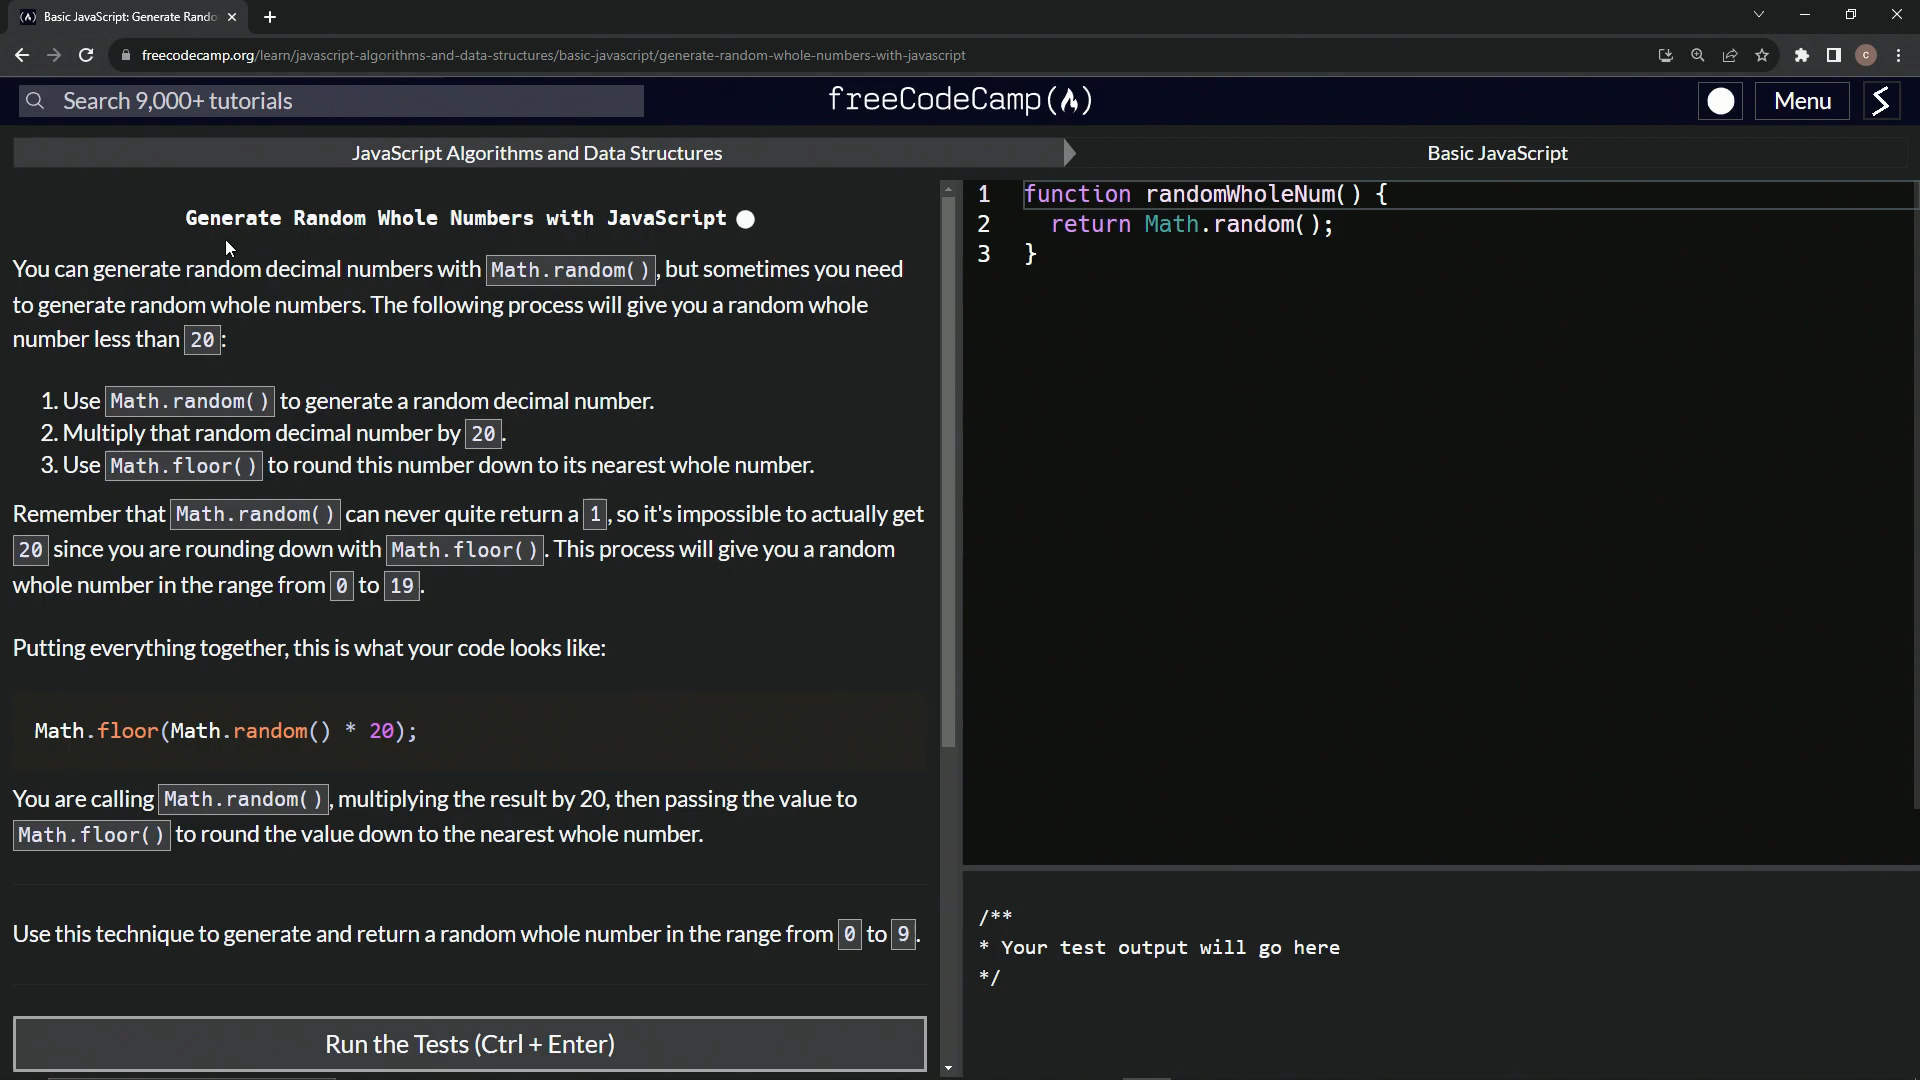 Basic JavaScript: Generate Rando
freecodecamp.org/learn/javascript-algorithms-and-data-structures/basic-javascript/generate-random-whole-numbers-with-javascript
C
Search 9,000+ tutorials
freeCodeCamp
Menu
JavaScript Algorithms and Data Structures
Basic JavaScript
Generate Random Whole Numbers with JavaScript
You can generate random decimal numbers with Math.random(), but sometimes you need
to generate random whole numbers. The following process will give you a random whole
number less than 20:
1. Use Math.random() to generate a random decimal number.
2. Multiply that random decimal number by 20.
3. Use Math.floor() to round this number down to its nearest whole number.
Remember that Math.random() can never quite return a 1, so it's impossible to actually get
20 since you are rounding down with Math.floor(). This process will give you a random
whole number in the range from 0 to 19.
Putting everything together, this is what your code looks like:
Math.floor(Math.random() * 20);
You are calling Math.random(), multiplying the result by 20, then passing the value to
Math.floor() to round the value down to the nearest whole number.
Use this technique to generate and return a random whole number in the range from 0 to 9.
Run the Tests (Ctrl + Enter)
1 function randomWholeNum() {
2 return Math.random();
3 }
/**
* Your test output will go here
*/